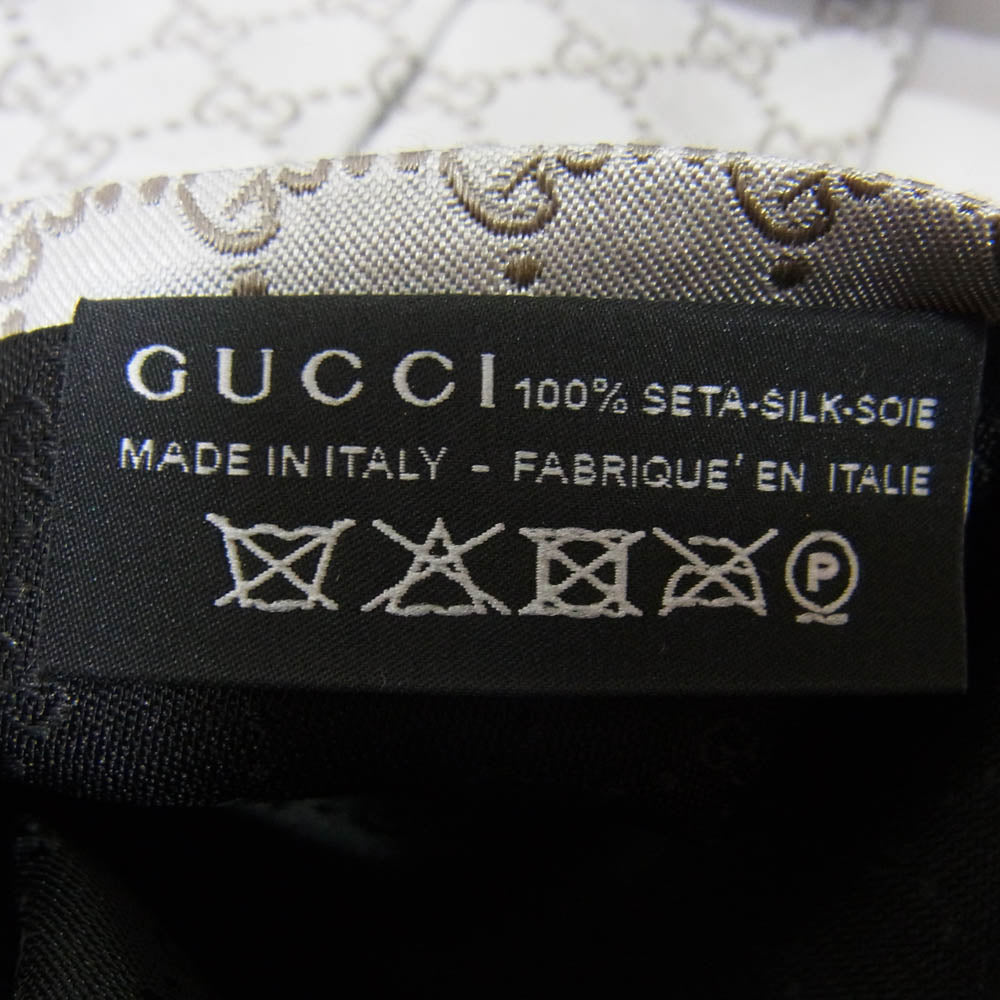 GUCCI 100% SETA·SILK·SOIE
MADE IN ITALY - FABRIQUE' EN ITALIE
P